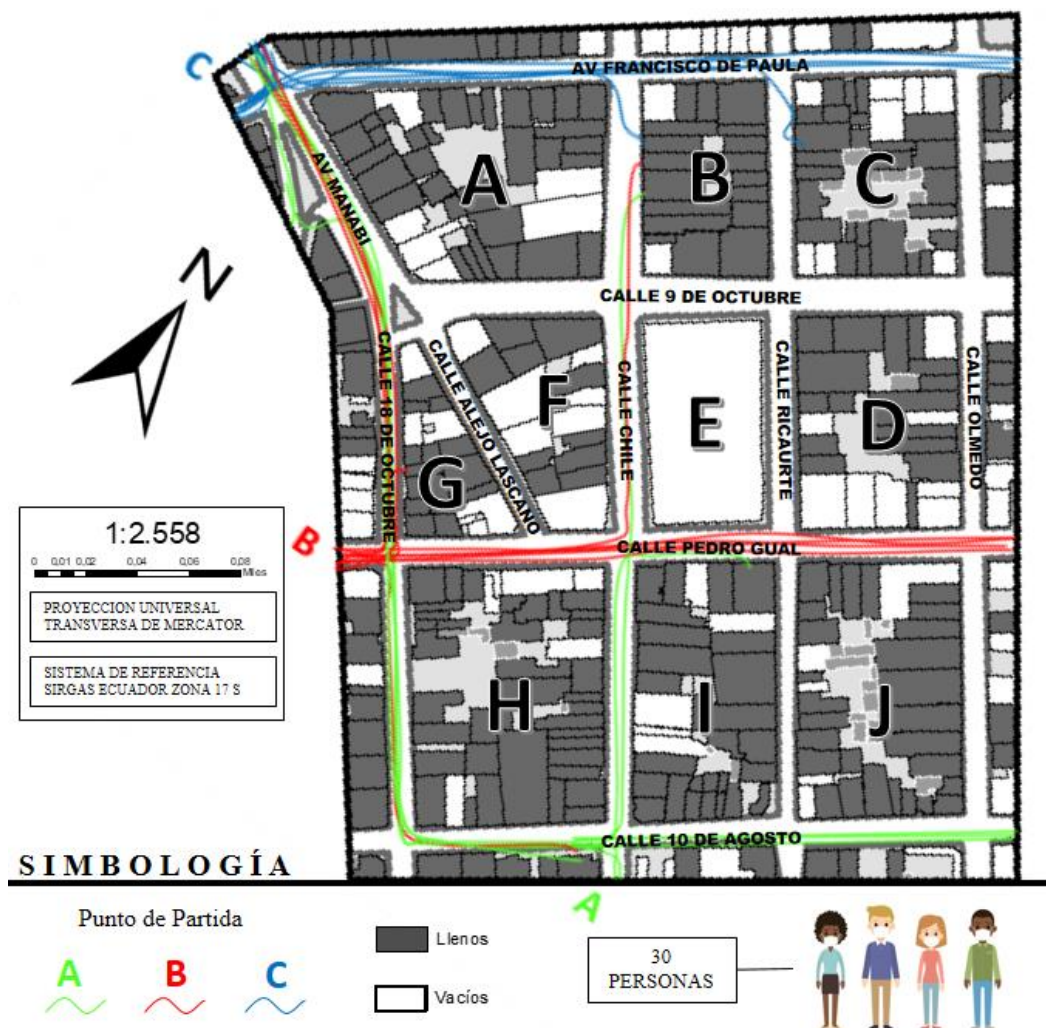 C
AV FRANCISCO DE PAULA
AV MANABI
A
B
C
N
CALLE 9 DE OCTUBRE
CALLE 18 DE OCTUBRE
CALLE ALEJO LASCANO
F
CALLE CHILE
E
CALLE RICAURTE
D
CALLE OLMEDO
G
1:2.558
0 0,01 0,02 0,04 0,06 0,08
Miles
PROYECCION UNIVERSAL
TRANSVERSA DE MERCATOR
SISTEMA DE REFERENCIA
SIRGAS ECUADOR ZONA 17 S
B
CALLE PEDRO GUAL
H
I
J
CALLE 10 DE AGOSTO
SIMBOLOGÍA
A
Punto de Partida
A B C
Llenos
Vacíos
30
PERSONAS